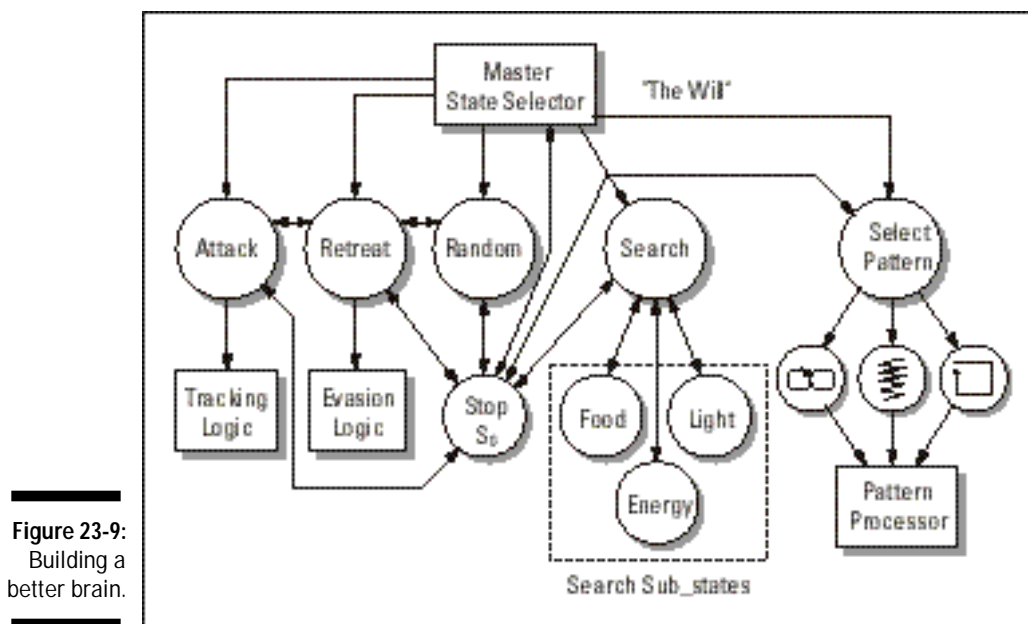 Master
State Selector
"The Will"
Attack
Retreat
Random
Search
Select
Pattern
Tracking
Logic
Evasion
Logic
Stop
S₀
Food
Light
Energy
Pattern
Processor
Search Sub_states
Figure 23-9:
Building a
better brain.